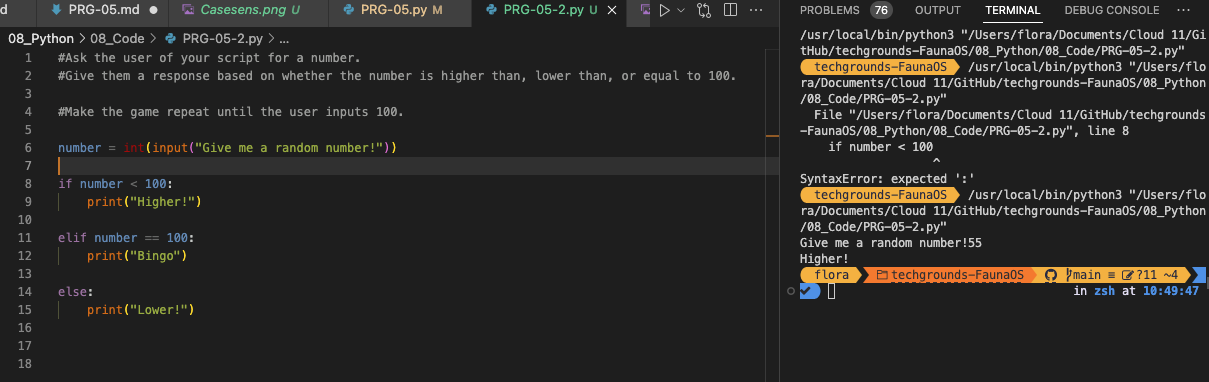 d PRG-05.md Casesens.png U PRG-05.py M PRG-05-2.py U
08_Python > 08_Code > PRG-05-2.py > ...
1 #Ask the user of your script for a number.
2 #Give them a response based on whether the number is higher than, lower than, or equal to 100.
3
4 #Make the game repeat until the user inputs 100.
5
6 number = int(input("Give me a random number!"))
7
8 if number < 100:
9 print("Higher!")
10
11 elif number == 100:
12 print("Bingo")
13
14 else:
15 print("Lower!")
16
17
18
PROBLEMS 76 OUTPUT TERMINAL DEBUG CONSOLE ...
/usr/local/bin/python3 "/Users/flora/Documents/Cloud 11/Gi
tHub/techgrounds-FaunaOS/08_Python/08_Code/PRG-05-2.py"
techgrounds-FaunaOS /usr/local/bin/python3 "/Users/flo
ra/Documents/Cloud 11/GitHub/techgrounds-FaunaOS/08_Python
/08_Code/PRG-05-2.py"
File "/Users/flora/Documents/Cloud 11/GitHub/techgrounds
-FaunaOS/08_Python/08_Code/PRG-05-2.py", line 8
if number < 100
^
SyntaxError: expected ':'
techgrounds-FaunaOS /usr/local/bin/python3 "/Users/flo
ra/Documents/Cloud 11/GitHub/techgrounds-FaunaOS/08_Python
/08_Code/PRG-05-2.py"
Give me a random number!55
Higher!
flora techgrounds-FaunaOS main ≡ ?11 ~4
in zsh at 10:49:47